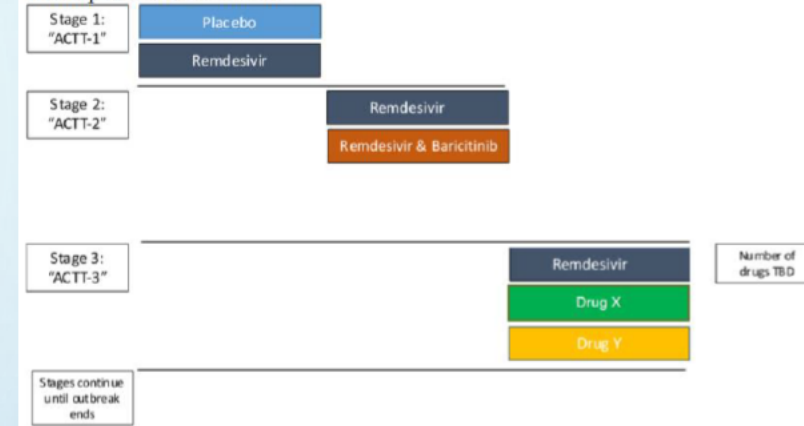 Stage 1:
"ACTT-1"
Placebo
Remdesivir
Stage 2:
"ACTT-2"
Remdesivir
Remdesivir & Baricitinib
Stage 3:
"ACTT-3"
Remdesivir
Drug X
Drug Y
Number of
drugs TBD
Stages continue
until outbreak
ends